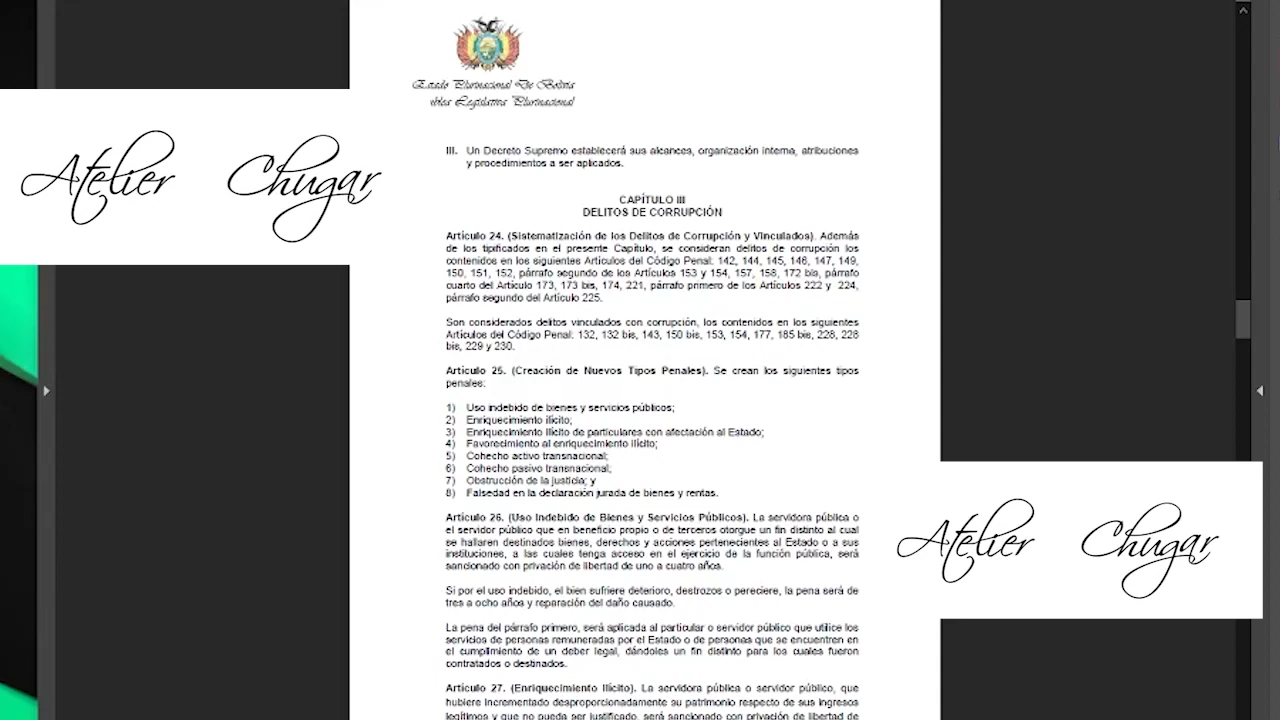 Estado Plurinacional De Bolivia
blea Legislativa Plurinacional
Atelier Chugar
III. Un Decreto Supremo establecerá sus alcances, organización interna, atribuciones
y procedimientos a ser aplicados.
CAPÍTULO III
DELITOS DE CORRUPCIÓN
Artículo 24. (Sistematización de los Delitos de Corrupción y Vinculados). Además
de los tipificados en el presente Capítulo, se consideran delitos de corrupción los
contenidos en los siguientes Artículos del Código Penal: 142, 144, 145, 146, 147, 149,
150, 151, 152, párrafo segundo de los Artículos 153 y 154, 157, 158, 172 bis, párrafo
cuarto del Artículo 173, 173 bis, 174, 221, párrafo primero de los Artículos 222 y 224,
párrafo segundo del Artículo 225.
Son considerados delitos vinculados con corrupción, los contenidos en los siguientes
Artículos del Código Penal: 132, 132 bis, 143, 150 bis, 153, 154, 177, 185 bis, 228, 228
bis, 229 y 230.
Artículo 25. (Creación de Nuevos Tipos Penales). Se crean los siguientes tipos
penales:
1) Uso indebido de bienes y servicios públicos;
2) Enriquecimiento ilícito;
3) Enriquecimiento ilícito de particulares con afectación al Estado;
4) Favorecimiento al enriquecimiento ilícito;
5) Cohecho activo transnacional;
6) Cohecho pasivo transnacional;
7) Obstrucción de la justicia; y
8) Falsedad en la declaración jurada de bienes y rentas.
Artículo 26. (Uso Indebido de Bienes y Servicios Públicos). La servidora pública o
el servidor público que en beneficio propio o de terceros otorgue un fin distinto al cual
se hallaren destinados bienes, derechos y acciones pertenecientes al Estado o a sus
instituciones, a las cuales tenga acceso en el ejercicio de la función pública, será
sancionado con privación de libertad de uno a cuatro años.
Atelier Chugar
Si por el uso indebido, el bien sufriere deterioro, destrozos o pereciere, la pena será de
tres a ocho años y reparación del daño causado.
La pena del párrafo primero, será aplicada al particular o servidor público que utilice los
servicios de personas remuneradas por el Estado o de personas que se encuentren en
el cumplimiento de un deber legal, dándoles un fin distinto para los cuales fueron
contratados o destinados.
Artículo 27. (Enriquecimiento Ilícito). La servidora pública o servidor público, que
hubiere incrementado desproporcionadamente su patrimonio respecto de sus ingresos
legítimos y que no pueda ser justificado, será sancionado con privación de libertad de